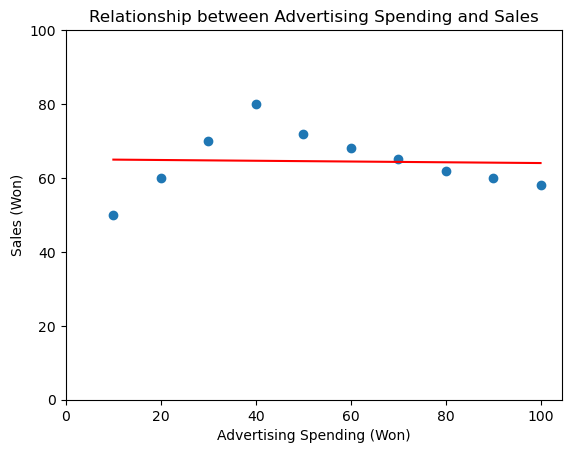 Relationship between Advertising Spending and Sales
100
80
60
40
20
0
Sales (Won)
0 20 40 60 80 100
Advertising Spending (Won)